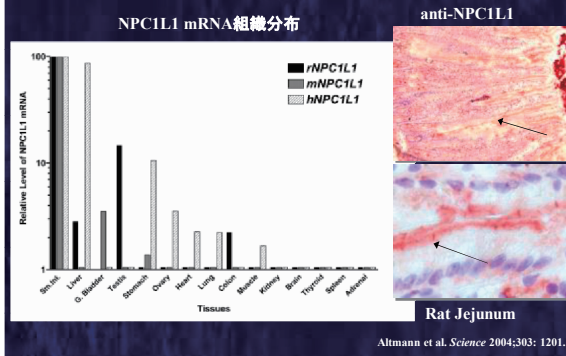 NPC1L1 mRNA組織分布
anti-NPC1L1
Relative Level of NPC1L1 mRNA
100
10
1
rNPC1L1
mNPC1L1
hNPC1L1
Sm.Int.
Liver
G. Bladder
Testis
Stomach
Ovary
Heart
Lung
Colon
Muscle
Kidney
Brain
Thyroid
Spleen
Adrenal
Tissues
Rat Jejunum
Altmann et al. Science 2004;303: 1201.